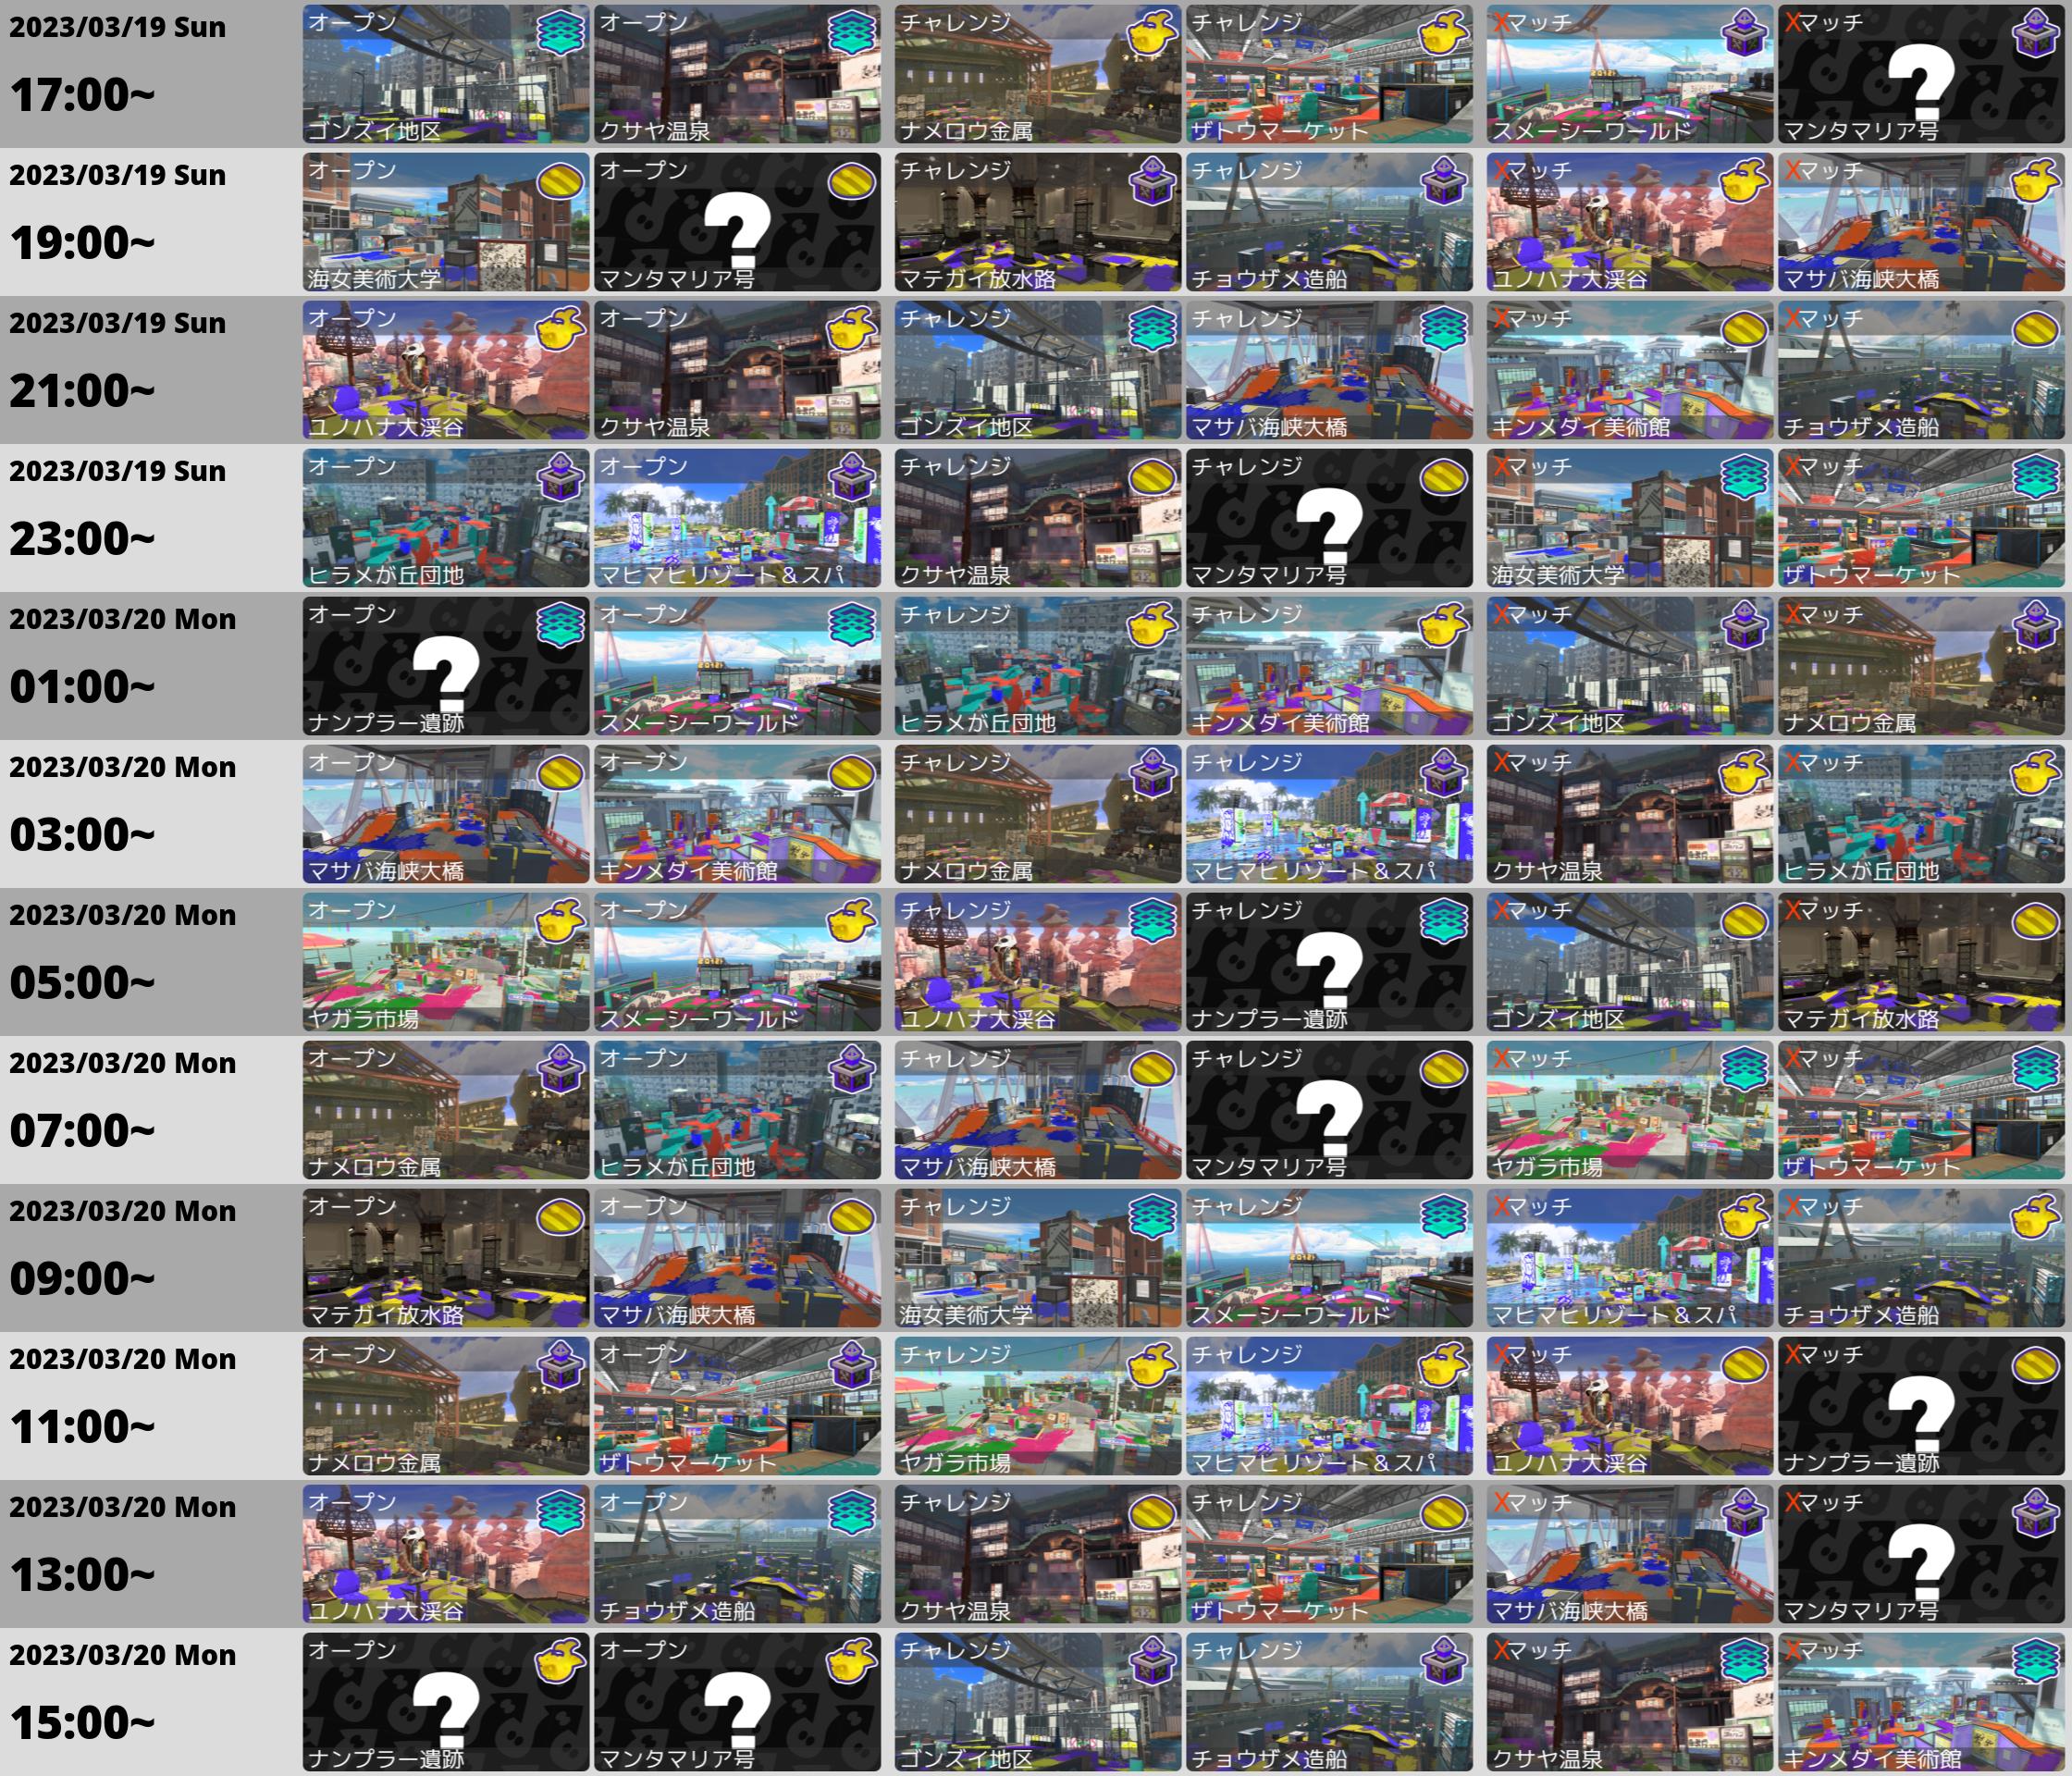 2023/03/19 Sun
17:00~
オープン
ゴンズイ地区
オープン
クサヤ温泉
チャレンジ
ナメロウ金属
チャレンジ
ザトウマーケット
Xマッチ
スメーシーワールド
Xマッチ
マンタマリア号
2023/03/19 Sun
19:00~
オープン
海女美術大学
オープン
マンタマリア号
チャレンジ
マテガイ放水路
チャレンジ
チョウザメ造船
Xマッチ
ユノハナ大渓谷
Xマッチ
マサバ海峡大橋
2023/03/19 Sun
21:00~
オープン
ユノハナ大渓谷
オープン
クサヤ温泉
チャレンジ
ゴンズイ地区
チャレンジ
マサバ海峡大橋
Xマッチ
キンメダイ美術館
Xマッチ
チョウザメ造船
2023/03/19 Sun
23:00~
オープン
ヒラメが丘団地
オープン
マヒマヒリゾート&スパ
チャレンジ
クサヤ温泉
チャレンジ
マンタマリア号
Xマッチ
海女美術大学
Xマッチ
ザトウマーケット
2023/03/20 Mon
01:00~
オープン
ナンプラー遺跡
オープン
スメーシーワールド
チャレンジ
ヒラメが丘団地
チャレンジ
キンメダイ美術館
Xマッチ
ゴンズイ地区
Xマッチ
ナメロウ金属
2023/03/20 Mon
03:00~
オープン
マサバ海峡大橋
オープン
キンメダイ美術館
チャレンジ
ナメロウ金属
チャレンジ
マヒマヒリゾート&スパ
Xマッチ
クサヤ温泉
Xマッチ
ヒラメが丘団地
2023/03/20 Mon
05:00~
オープン
ヤガラ市場
オープン
スメーシーワールド
チャレンジ
ユノハナ大渓谷
チャレンジ
ナンプラー遺跡
Xマッチ
ゴンズイ地区
Xマッチ
マテガイ放水路
2023/03/20 Mon
07:00~
オープン
ナメロウ金属
オープン
ヒラメが丘団地
チャレンジ
マサバ海峡大橋
チャレンジ
マンタマリア号
Xマッチ
ヤガラ市場
Xマッチ
ザトウマーケット
2023/03/20 Mon
09:00~
オープン
マテガイ放水路
オープン
マサバ海峡大橋
チャレンジ
海女美術大学
チャレンジ
スメーシーワールド
Xマッチ
マヒマヒリゾート&スパ
Xマッチ
チョウザメ造船
2023/03/20 Mon
11:00~
オープン
ナメロウ金属
オープン
ザトウマーケット
チャレンジ
ヤガラ市場
チャレンジ
マヒマヒリゾート&スパ
Xマッチ
ユノハナ大渓谷
Xマッチ
ナンプラー遺跡
2023/03/20 Mon
13:00~
オープン
ユノハナ大渓谷
オープン
チョウザメ造船
チャレンジ
クサヤ温泉
チャレンジ
ザトウマーケット
Xマッチ
マサバ海峡大橋
Xマッチ
マンタマリア号
2023/03/20 Mon
15:00~
オープン
ナンプラー遺跡
オープン
マンタマリア号
チャレンジ
ゴンズイ地区
チャレンジ
チョウザメ造船
Xマッチ
クサヤ温泉
Xマッチ
キンメダイ美術館